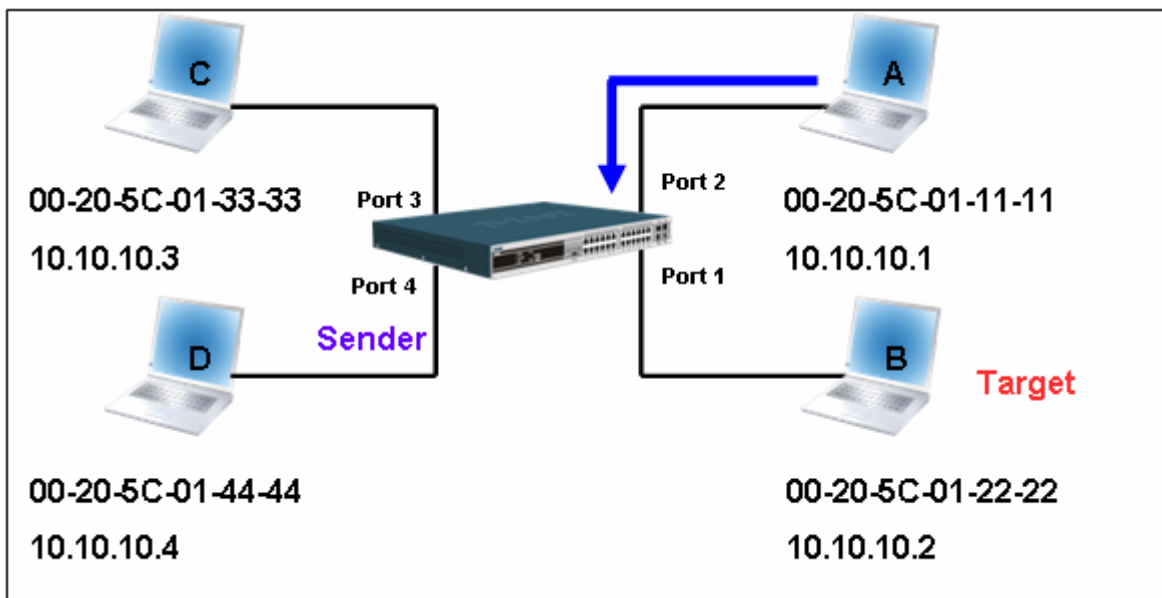 C
A
Port 3
Port 2
00-20-5C-01-33-33
00-20-5C-01-11-11
10.10.10.3
10.10.10.1
Port 4
Port 1
Sender
D
B
Target
00-20-5C-01-44-44
00-20-5C-01-22-22
10.10.10.4
10.10.10.2